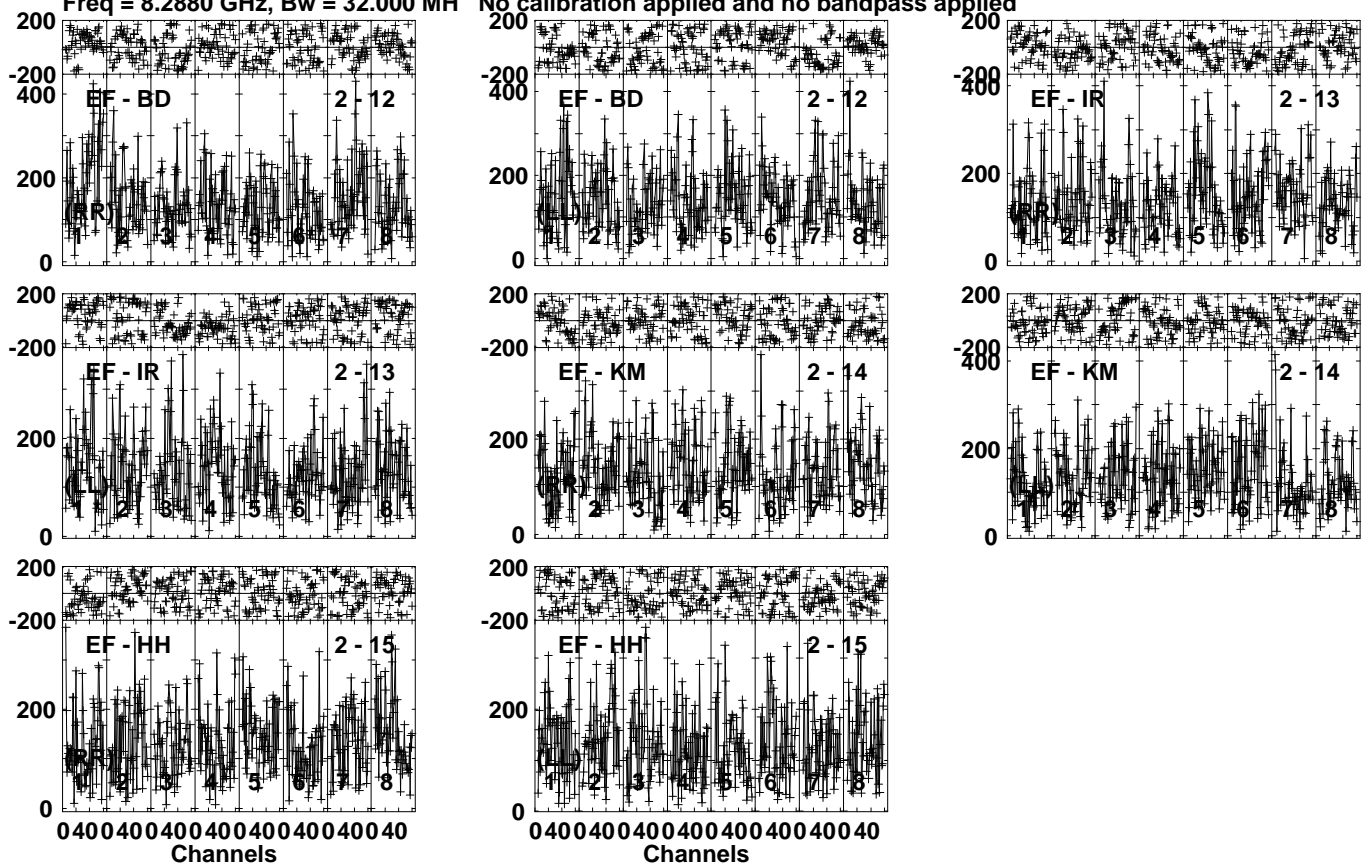 Freq = 8.2880 GHz, Bw = 32.000 MH No calibration applied and no bandpass applied
200
-200
400
200
0
EF - BD 2 - 12
(RR)
1 2 3 4 5 6 7 8
200
-200
400
200
0
EF - BD 2 - 12
(LL)
1 2 3 4 5 6 7 8
200
-200
400
200
0
EF - IR 2 - 13
(RR)
1 2 3 4 5 6 7 8
200
-200
200
0
EF - IR 2 - 13
(LL)
1 2 3 4 5 6 7 8
200
-200
200
0
EF - KM 2 - 14
(RR)
1 2 3 4 5 6 7 8
200
-200
400
200
0
EF - KM 2 - 14
(LL)
1 2 3 4 5 6 7 8
200
-200
200
0
EF - HH 2 - 15
(RR)
1 2 3 4 5 6 7 8
0 40 0 40 0 40 0 40 0 40 0 40 0 40 0 40
Channels
200
-200
200
0
EF - HH 2 - 15
(LL)
1 2 3 4 5 6 7 8
0 40 0 40 0 40 0 40 0 40 0 40 0 40 0 40
Channels